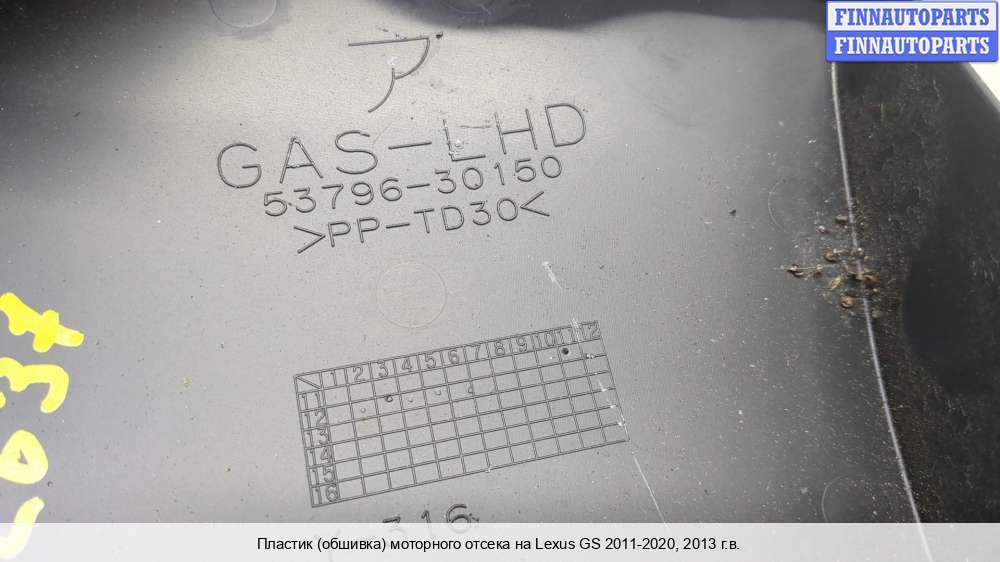 FINNAUTOPARTS
FINNAUTOPARTS
ア
GAS-LHD
53796-30150
>PP-TD30<
1 2 3 4 5 6 7 8 9 10 11 12
11
12
13
14
15
16
316
Пластик (обшивка) моторного отсека на Lexus GS 2011-2020, 2013 г.в.